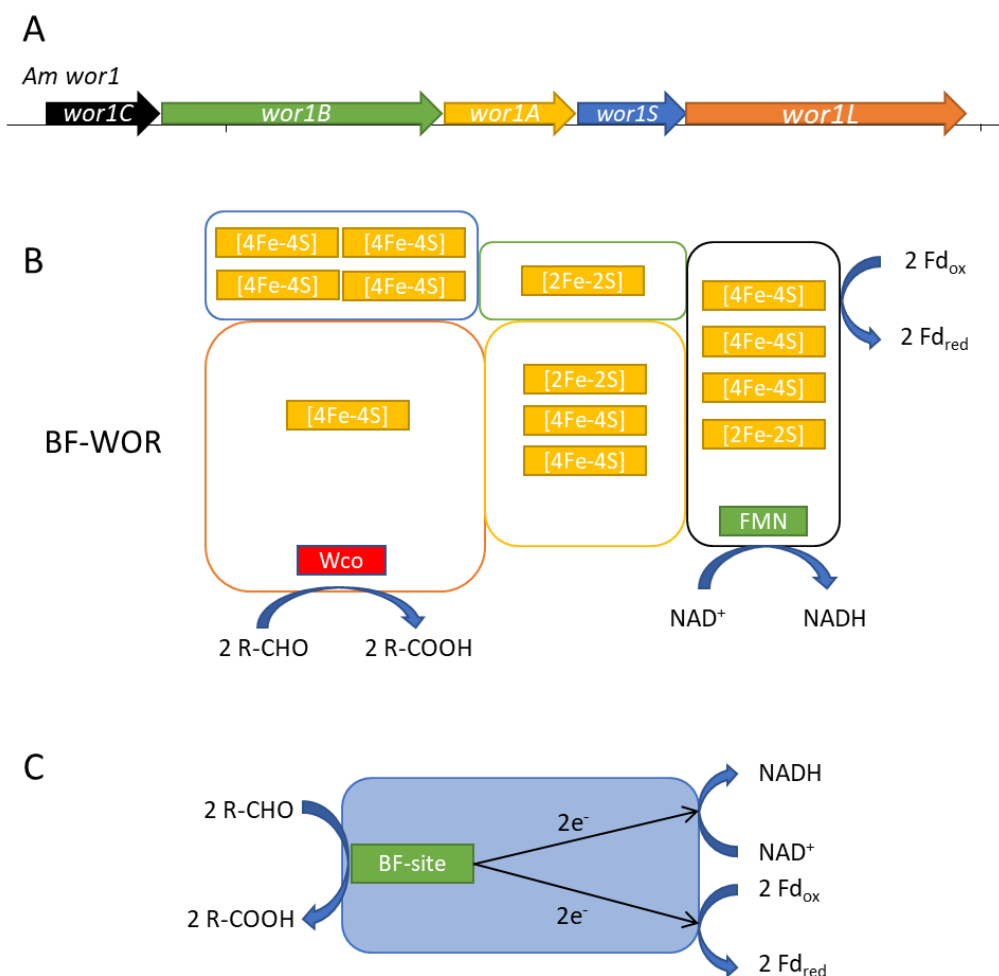 A
Am wor1
wor1C wor1B wor1A wor1S wor1L
B
[4Fe-4S] [4Fe-4S]
[4Fe-4S] [4Fe-4S]
[2Fe-2S]
[4Fe-4S]
[4Fe-4S]
[4Fe-4S]
[2Fe-2S]
2 Fdox
2 Fdred
BF-WOR
[4Fe-4S]
[2Fe-2S]
[4Fe-4S]
[4Fe-4S]
Wco
FMN
2 R-CHO 2 R-COOH
NAD⁺ NADH
C
2 R-CHO
2 R-COOH
BF-site
2e⁻
2e⁻
NADH
NAD⁺
2 Fdox
2 Fdred